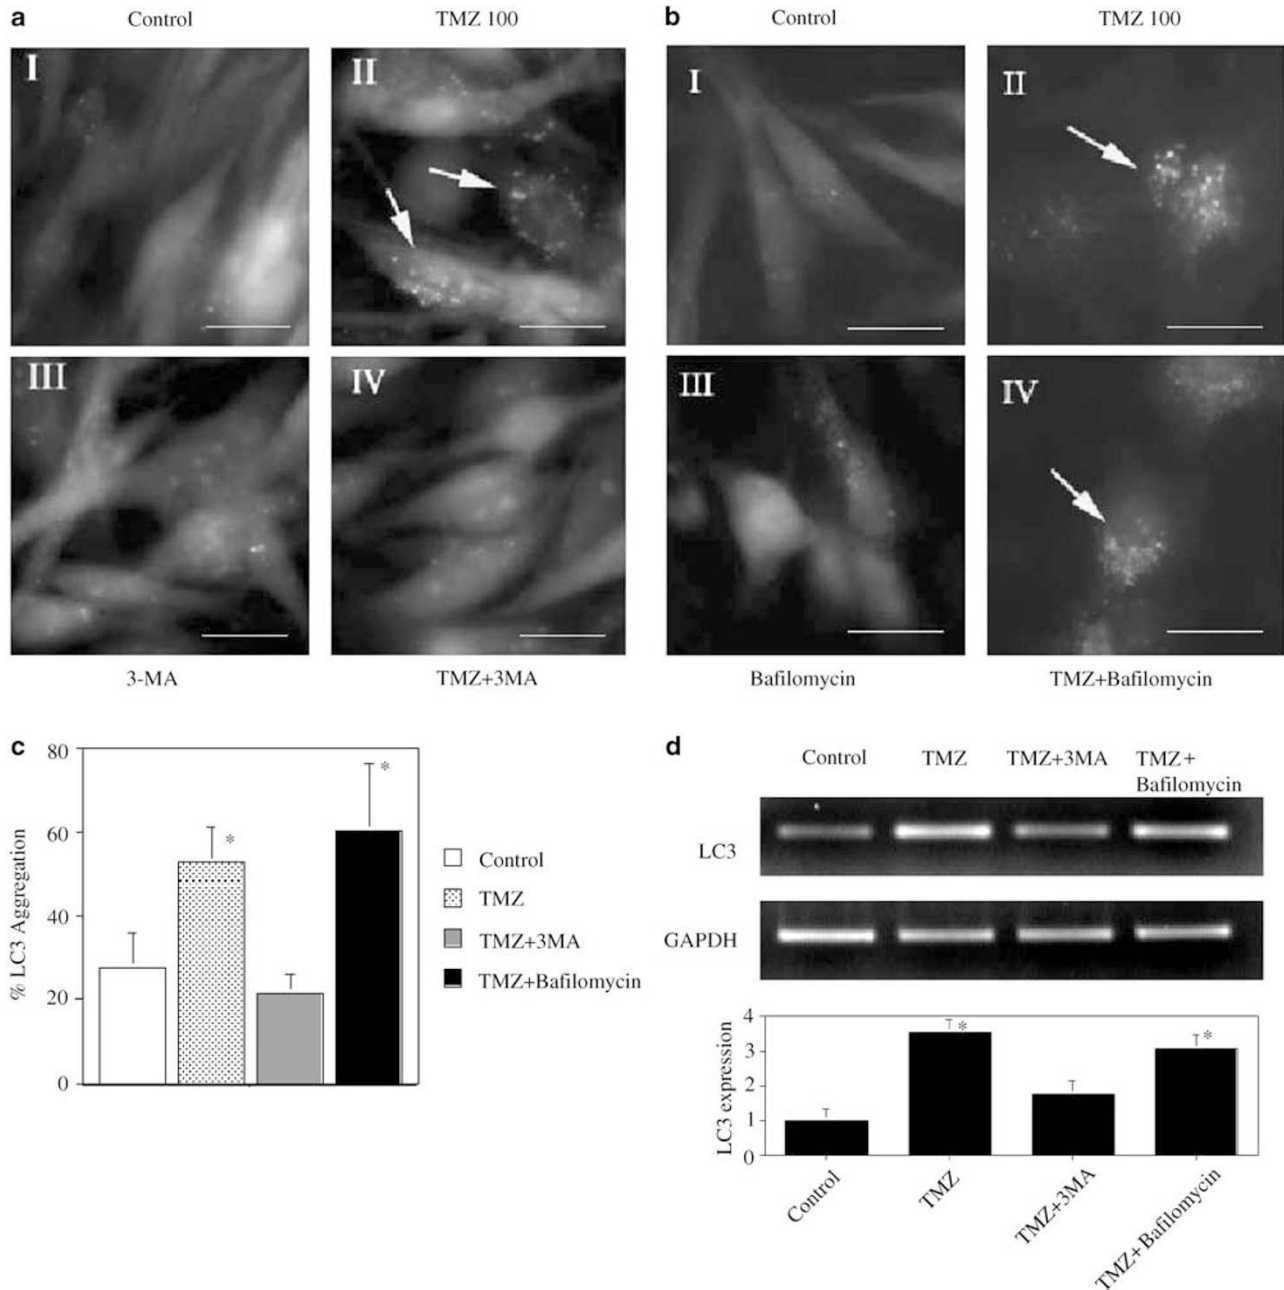 a
Control
TMZ 100
I
II
III
IV
3-MA
TMZ+3MA
b
Control
TMZ 100
I
II
III
IV
Bafilomycin
TMZ+Bafilomycin
c
% LC3 Aggregation
80
60
40
20
0
*
*
Control
TMZ
TMZ+3MA
TMZ+Bafilomycin
d
Control
TMZ
TMZ+3MA
TMZ+
Bafilomycin
LC3
GAPDH
LC3 expression
4
3
2
1
0
*
*
Control
TMZ
TMZ+3MA
TMZ+Bafilomycin